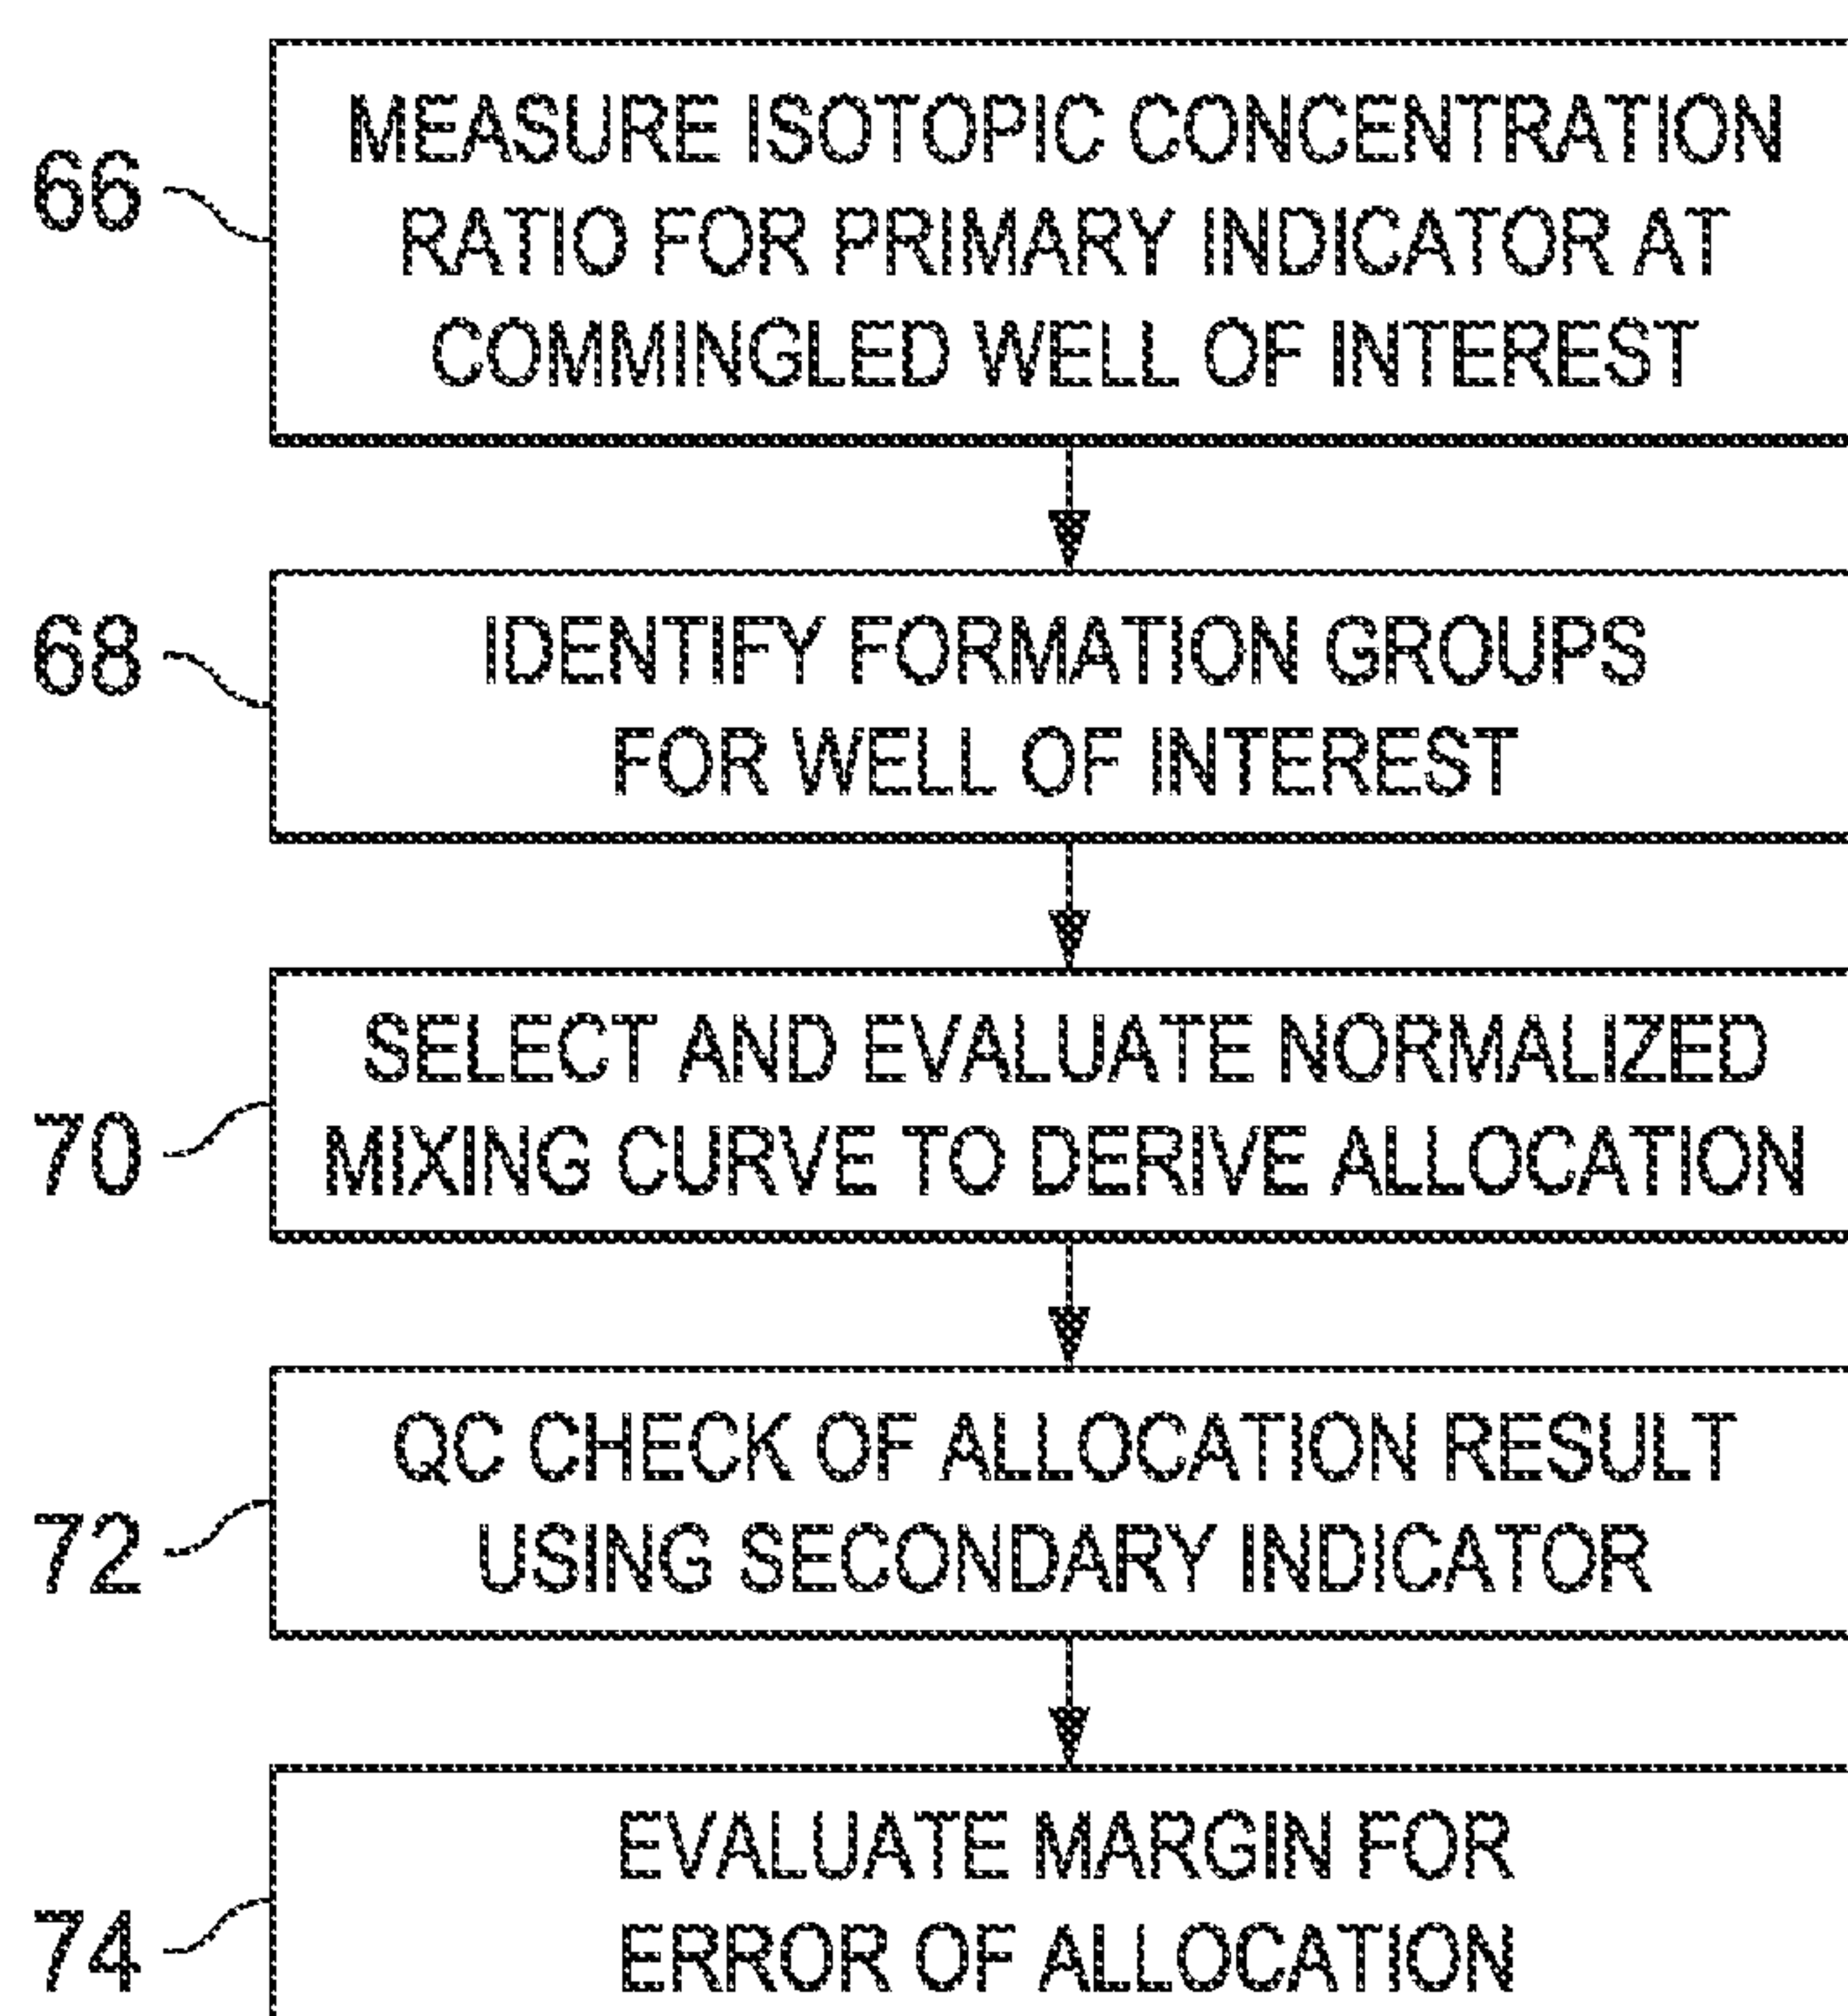 66
MEASURE ISOTOPIC CONCENTRATION
RATIO FOR PRIMARY INDICATOR AT
COMMINGLED WELL OF INTEREST
68
IDENTIFY FORMATION GROUPS
FOR WELL OF INTEREST
70
SELECT AND EVALUATE NORMALIZED
MIXING CURVE TO DERIVE ALLOCATION
72
QC CHECK OF ALLOCATION RESULT
USING SECONDARY INDICATOR
74
EVALUATE MARGIN FOR
ERROR OF ALLOCATION